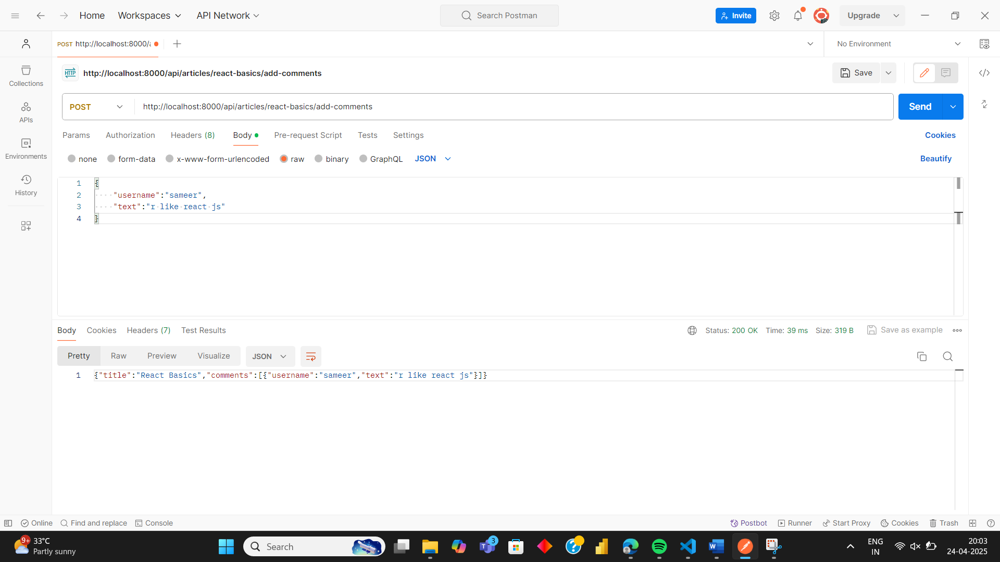 Home Workspaces API Network Search Postman Invite Upgrade
POST http://localhost:8000/a No Environment
HTTP http://localhost:8000/api/articles/react-basics/add-comments Save
Collections
POST http://localhost:8000/api/articles/react-basics/add-comments Send
APIs
Params Authorization Headers (8) Body Pre-request Script Tests Settings Cookies
Environments
none form-data x-www-form-urlencoded raw binary GraphQL JSON Beautify
History
1 {
2 "username":"sameer",
3 "text":"r like react js"
4 }
Body Cookies Headers (7) Test Results Status: 200 OK Time: 39 ms Size: 319 B Save as example
Pretty Raw Preview Visualize JSON
1 {"title":"React Basics","comments":[{"username":"sameer","text":"r like react js"}]}
Online Find and replace Console Postbot Runner Start Proxy Cookies Trash
9+ 33°C
Partly sunny
Search
3
ENG
IN
20:03
24-04-2025